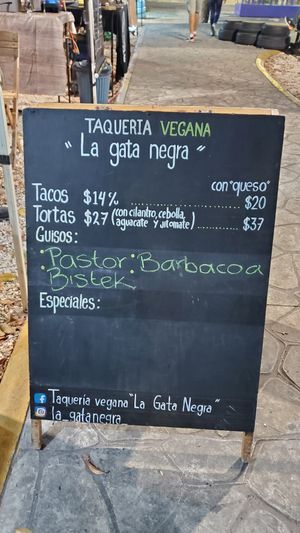 TAQUERIA VEGANA
"La gata negra"
con "queso"
Tacos $14% ........................ $20
Tortas $27 (con cilantro, cebolla, aguacate y jitomate) ............ $37
Guisos:
:Pastor :Barbacoa
Bistek
Especiales:
Taquería vegana "La Gata Negra"
la_gatanegra